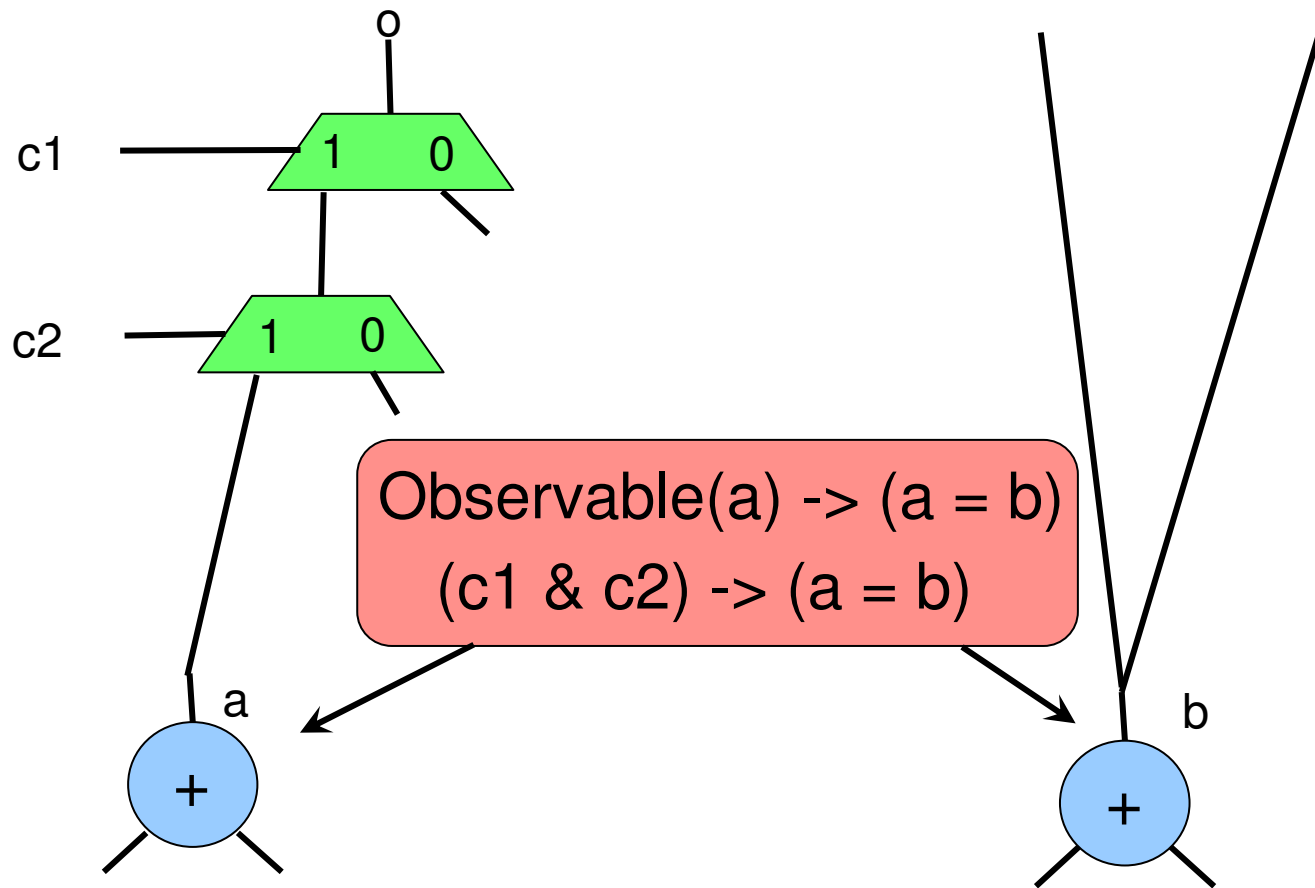 o
c1
1 0
c2
1 0
Observable(a) -> (a = b)
(c1 & c2) -> (a = b)
a
b
+
+